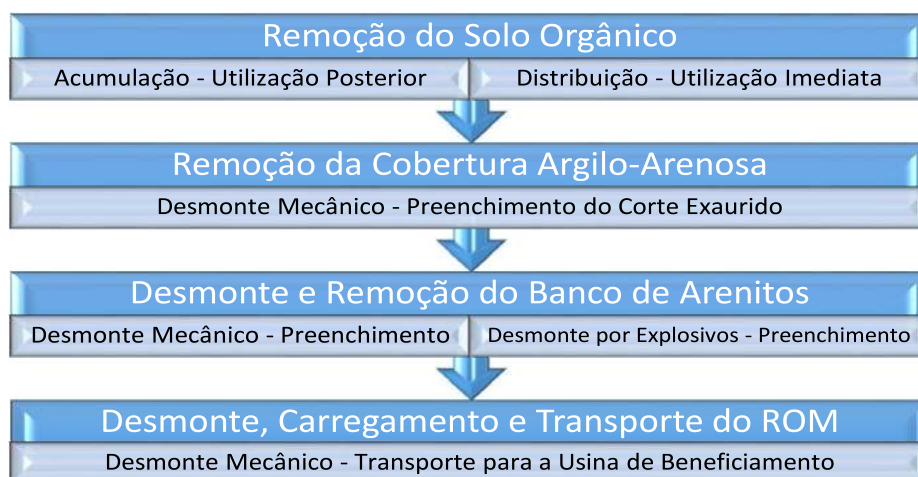 Remoção do Solo Orgânico
Acumulação - Utilização Posterior
Distribuição - Utilização Imediata
Remoção da Cobertura Argilo-Arenosa
Desmonte Mecânico - Preenchimento do Corte Exaurido
Desmonte e Remoção do Banco de Arenitos
Desmonte Mecânico - Preenchimento
Desmonte por Explosivos - Preenchimento
Desmonte, Carregamento e Transporte do ROM
Desmonte Mecânico - Transporte para a Usina de Beneficiamento